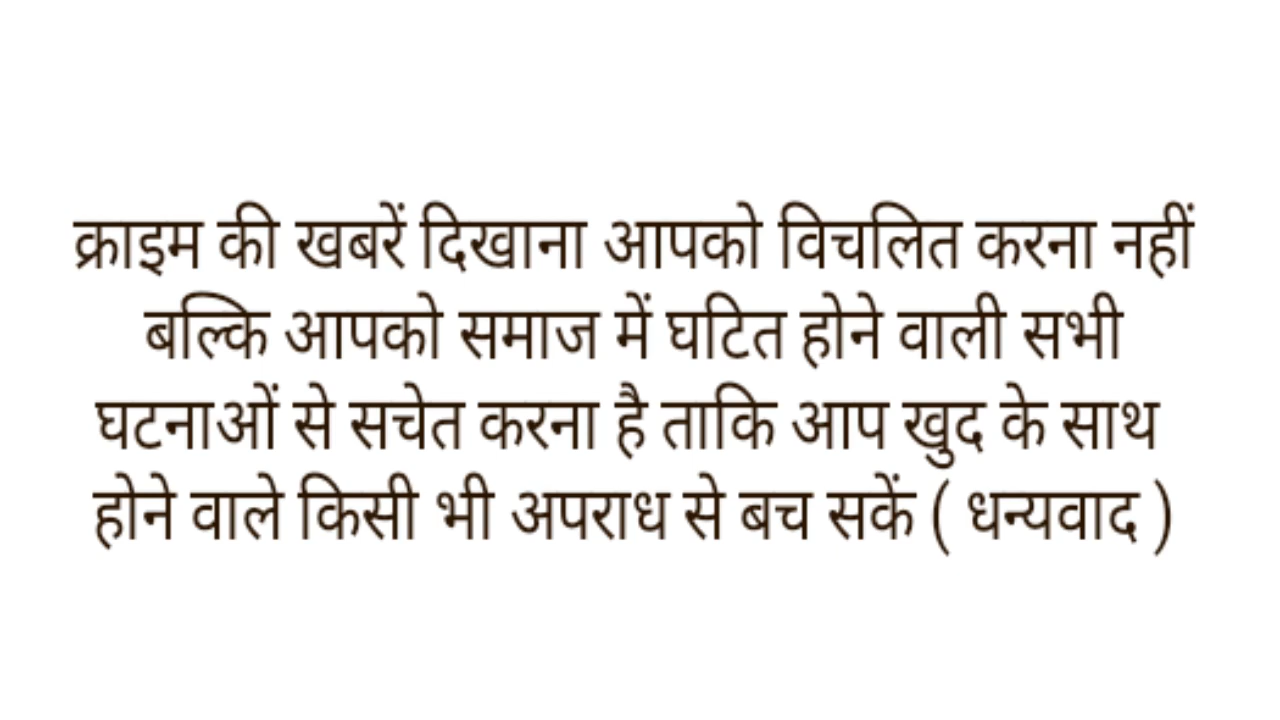 क्राइम की खबरें दिखाना आपको विचलित करना नहीं
बल्कि आपको समाज में घटित होने वाली सभी
घटनाओं से सचेत करना है ताकि आप खुद के साथ
होने वाले किसी भी अपराध से बच सकें ( धन्यवाद )